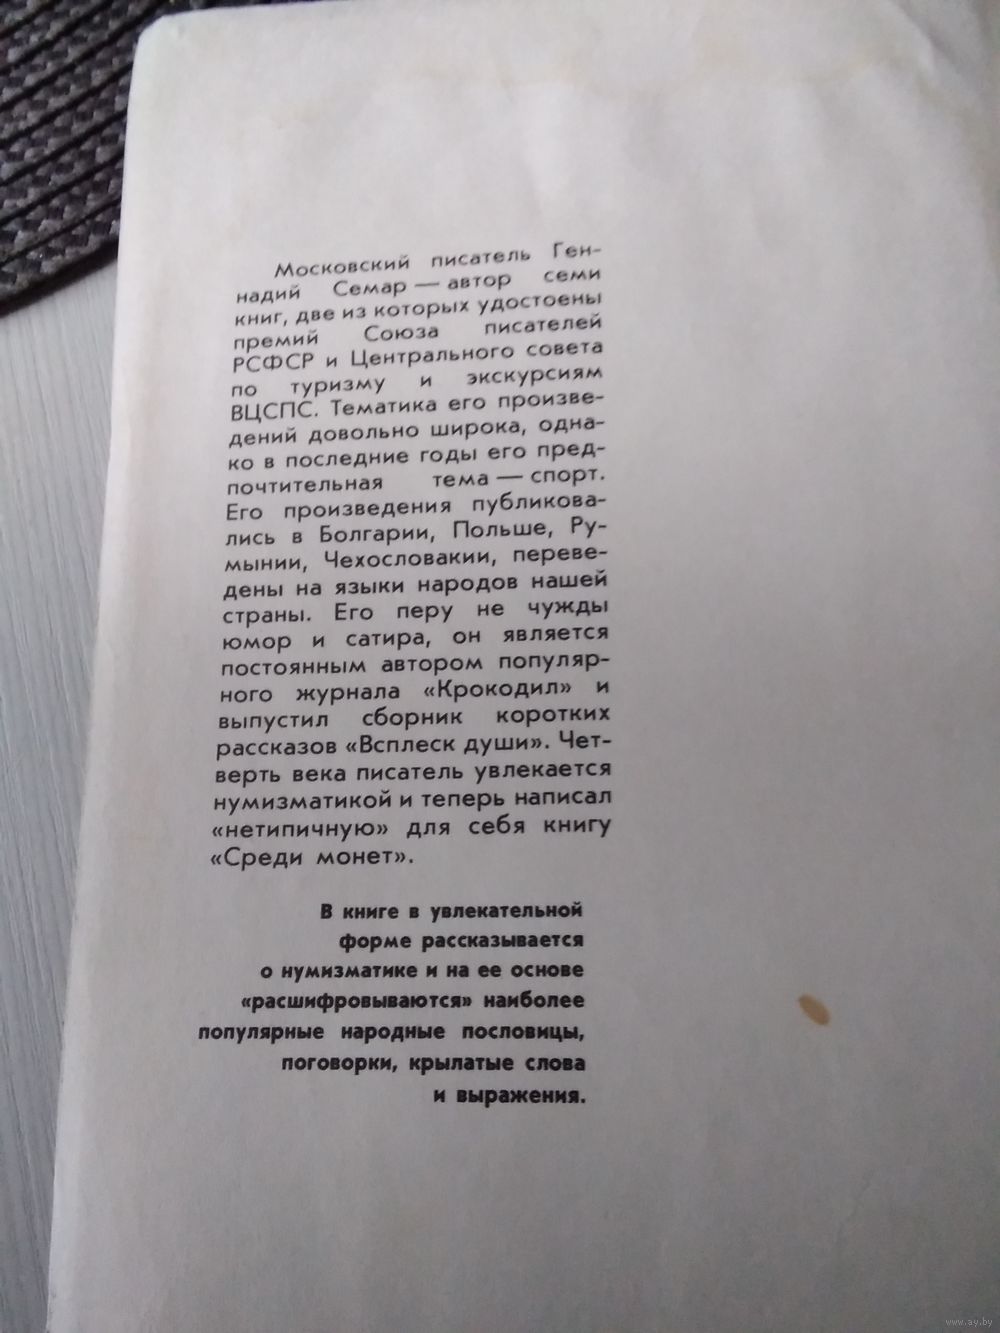 Московский писатель Ген-
надий Семар — автор семи
книг, две из которых удостоены
премий Союза писателей
РСФСР и Центрального совета
по туризму и экскурсиям
ВЦСПС. Тематика его произве-
дений довольно широка, одна-
ко в последние годы его пред-
почтительная тема — спорт.
Его произведения публикова-
лись в Болгарии, Польше, Ру-
мынии, Чехословакии, переве-
дены на языки народов нашей
страны. Его перу не чужды
юмор и сатира, он является
постоянным автором популяр-
ного журнала «Крокодил» и
выпустил сборник коротких
рассказов «Всплеск души». Чет-
верть века писатель увлекается
нумизматикой и теперь написал
«нетипичную» для себя книгу
«Среди монет».
В книге в увлекательной
форме рассказывается
о нумизматике и на ее основе
«расшифровываются» наиболее
популярные народные пословицы,
поговорки, крылатые слова
и выражения.
www.ay.by